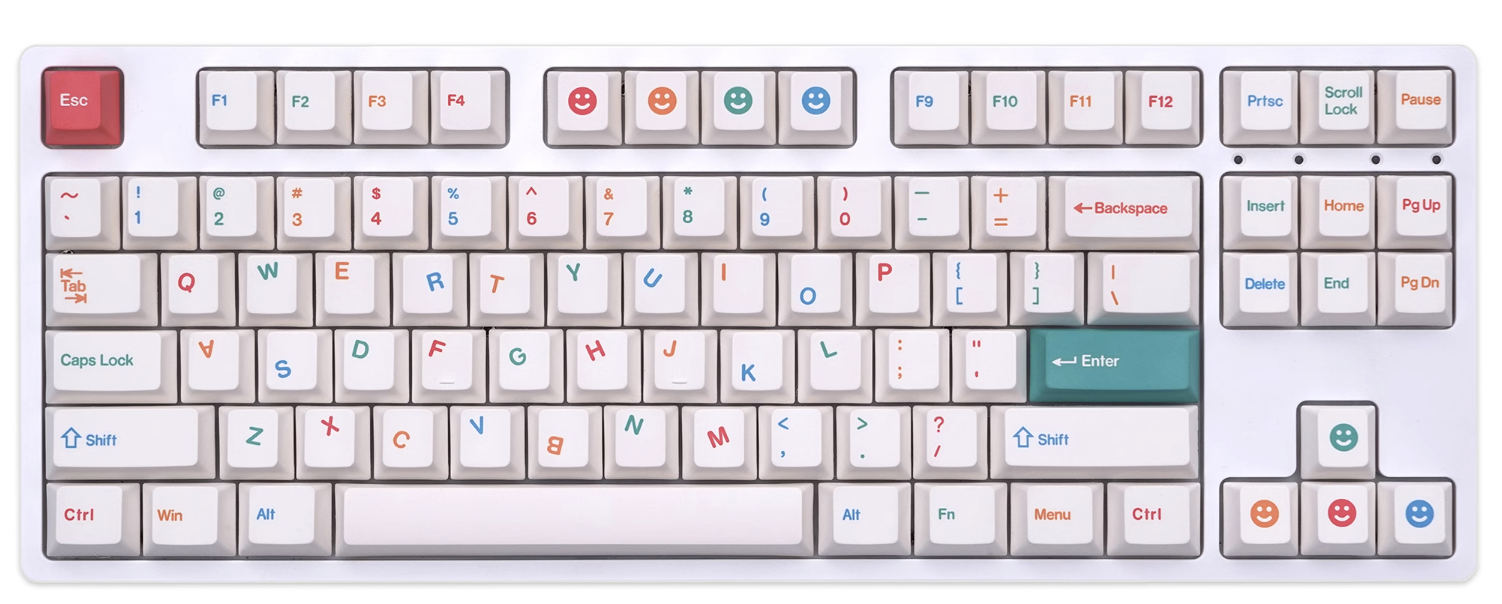 Esc F1 F2 F3 F4 F9 F10 F11 F12 Prtsc Scroll Lock Pause
~ ! @ # $ % ^ & * ( ) — +
` 1 2 3 4 5 6 7 8 9 0 - = ←Backspace Insert Home Pg Up
Tab Q W E R T Y U I O P { [ } ] | \ Delete End Pg Dn
Caps Lock A S D F G H J K L : ; " ' Enter
Shift Z X C V B N M < , > . ? / Shift
Ctrl Win Alt Alt Fn Menu Ctrl